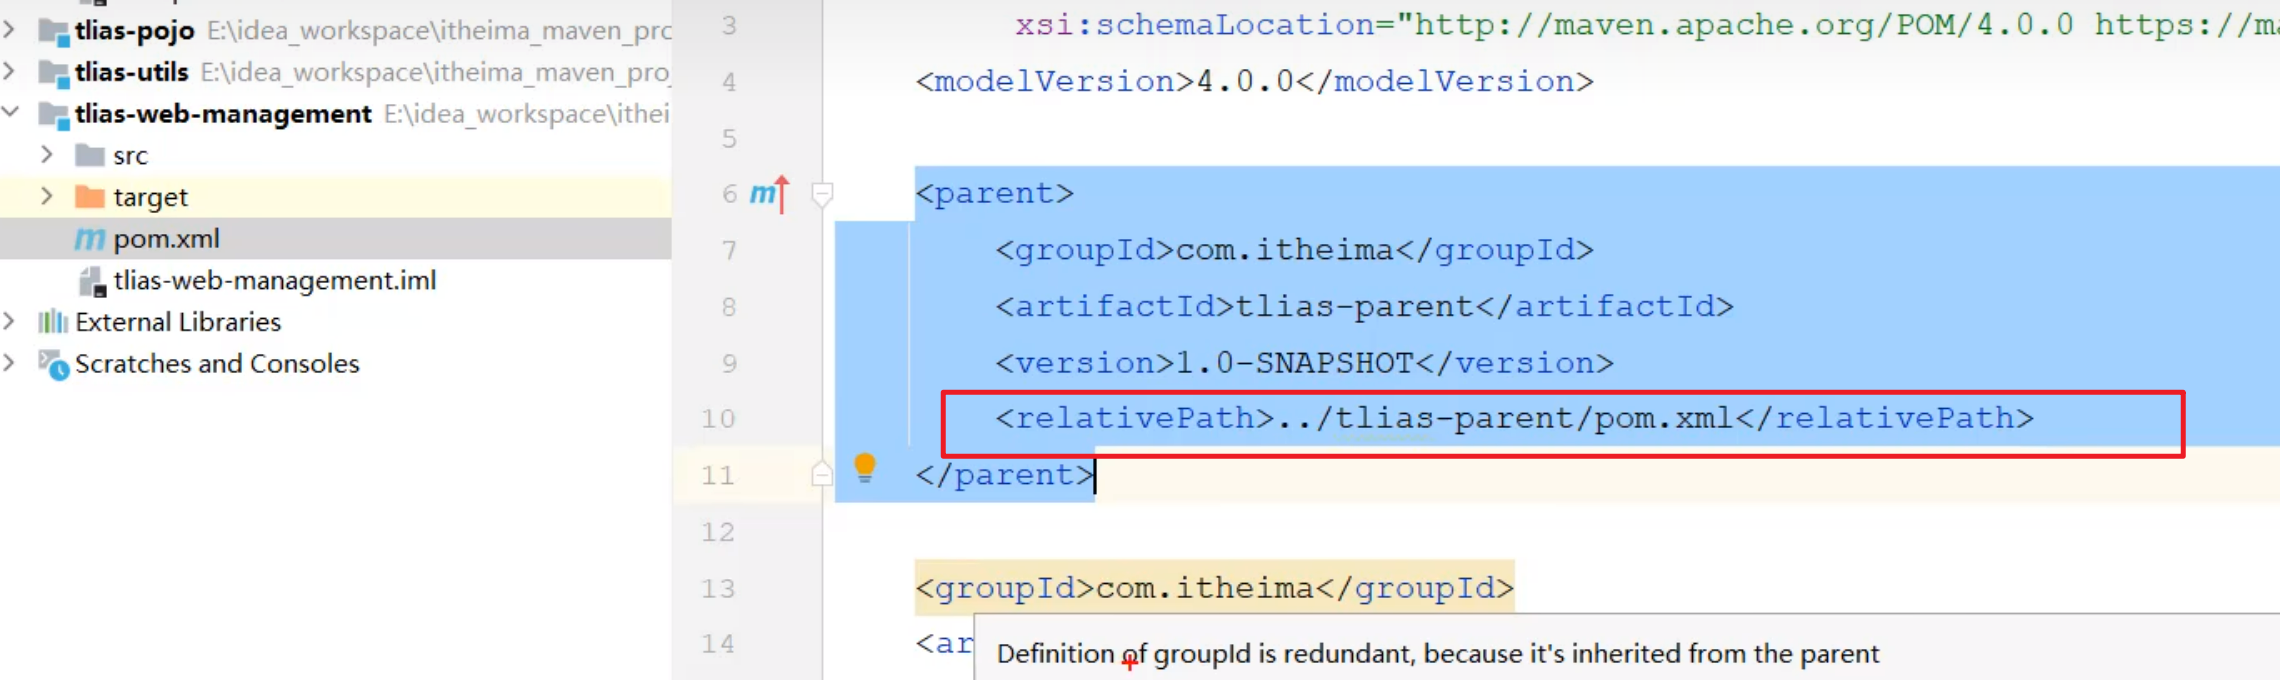 tlias-pojo E:\idea_workspace\itheima_maven_prc
tlias-utils E:\idea_workspace\itheima_maven_pro
tlias-web-management E:\idea_workspace\ithei
src
target
pom.xml
tlias-web-management.iml
External Libraries
Scratches and Consoles
3 xsi:schemaLocation="http://maven.apache.org/POM/4.0.0 https://ma
4 <modelVersion>4.0.0</modelVersion>
5
6 <parent>
7 <groupId>com.itheima</groupId>
8 <artifactId>tlias-parent</artifactId>
9 <version>1.0-SNAPSHOT</version>
10 <relativePath>../tlias-parent/pom.xml</relativePath>
11 </parent>
12
13 <groupId>com.itheima</groupId>
14 <ar
Definition of groupId is redundant, because it's inherited from the parent